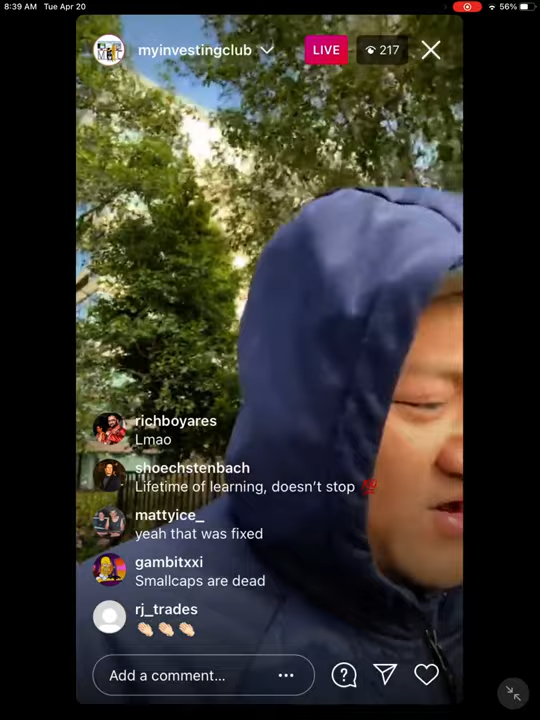 8:39 AM Tue Apr 20
56%
myinvestingclub
LIVE
217
richboyares
Lmao
shoechstenbach
Lifetime of learning, doesn't stop 💯
mattyice_
yeah that was fixed
gambitxxi
Smallcaps are dead
rj_trades
👏🏻👏🏻👏🏻
Add a comment...